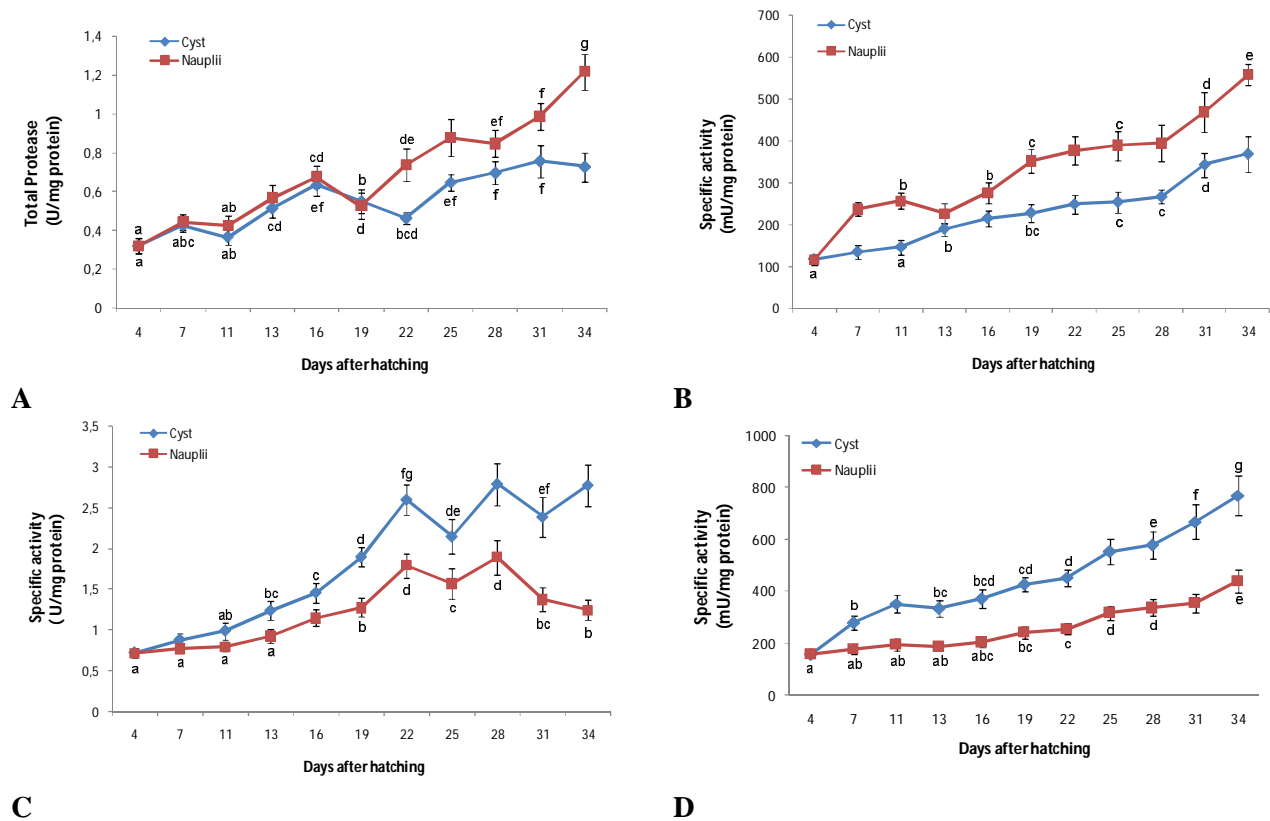 1,4
1,2
1
0,8
0,6
0,4
0,2
0
Total Protease
(U/mg protein)
Cyst
Nauplii
g
f
ef
de
cd
b
ab
a
a
abc
ab
cd
ef
d
bcd
ef
f
f
4 7 11 13 16 19 22 25 28 31 34
Days after hatching
A
700
600
500
400
300
200
100
0
Specific activity
(mU/mg protein)
Cyst
Nauplii
e
d
c
c
b
b
a
a
b
bc
c
c
d
4 7 11 13 16 19 22 25 28 31 34
Days after hatching
B
3,5
3
2,5
2
1,5
1
0,5
0
Specific activity
( U/mg protein)
Cyst
Nauplii
fg
de
ef
d
c
bc
ab
a
a
a
a
b
d
c
d
bc
b
4 7 11 13 16 19 22 25 28 31 34
Days after hatching
C
1000
800
600
400
200
0
Specific activity
(mU/mg protein)
Cyst
Nauplii
g
f
e
d
cd
bcd
bc
b
a
ab
ab
ab
abc
bc
c
d
d
e
4 7 11 13 16 19 22 25 28 31 34
Days after hatching
D